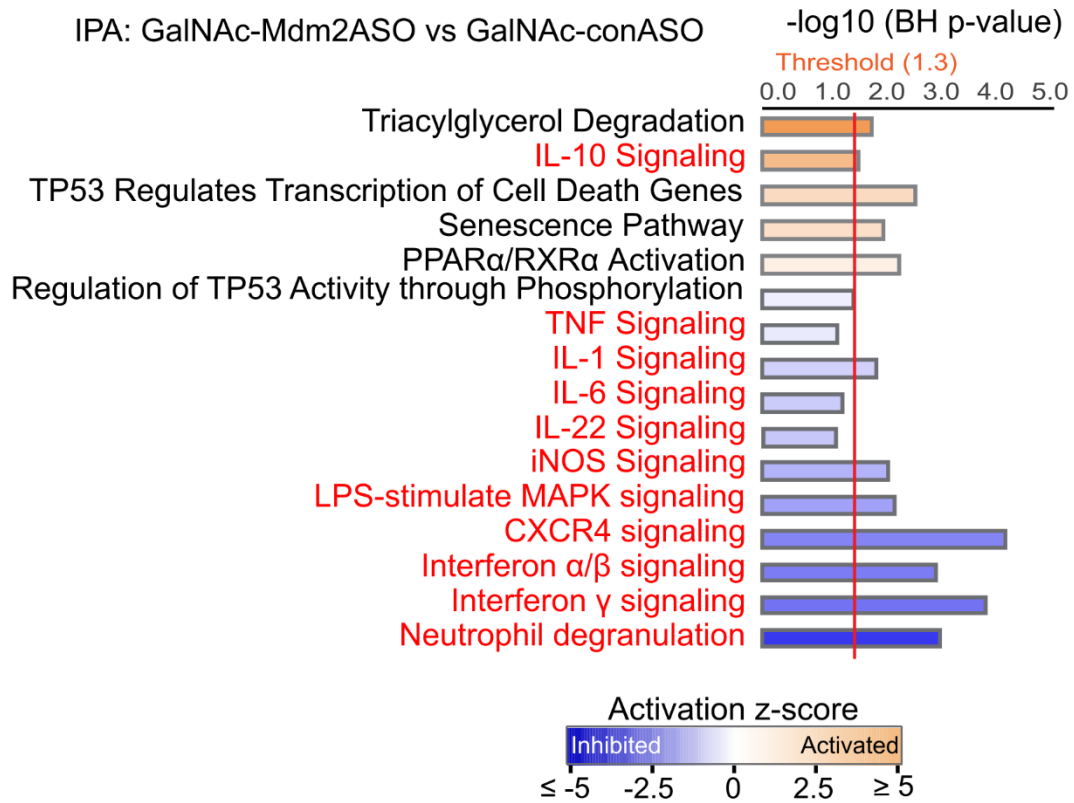 IPA: GalNAc-Mdm2ASO vs GalNAc-conASO
-log10 (BH p-value)
Threshold (1.3)
0.0 1.0 2.0 3.0 4.0 5.0
Triacylglycerol Degradation
IL-10 Signaling
TP53 Regulates Transcription of Cell Death Genes
Senescence Pathway
PPARα/RXRα Activation
Regulation of TP53 Activity through Phosphorylation
TNF Signaling
IL-1 Signaling
IL-6 Signaling
IL-22 Signaling
iNOS Signaling
LPS-stimulate MAPK signaling
CXCR4 signaling
Interferon α/β signaling
Interferon γ signaling
Neutrophil degranulation
Activation z-score
Inhibited Activated
≤ -5 -2.5 0 2.5 ≥ 5